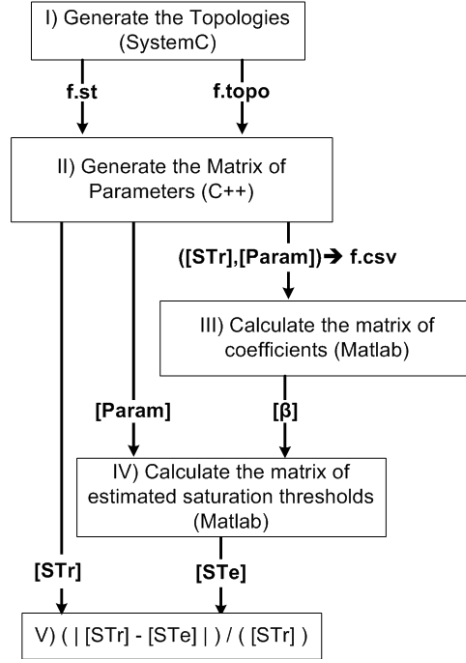 I) Generate the Topologies
(SystemC)
f.st
f.topo
II) Generate the Matrix of
Parameters (C++)
([STr],[Param])➔ f.csv
III) Calculate the matrix of
coefficients (Matlab)
[Param]
[β]
IV) Calculate the matrix of
estimated saturation thresholds
(Matlab)
[STr]
[STe]
V) ( | [STr] - [STe] | ) / ( [STr] )